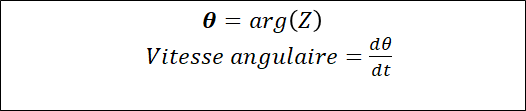 θ = arg(Z)
Vitesse angulaire = dθ/dt